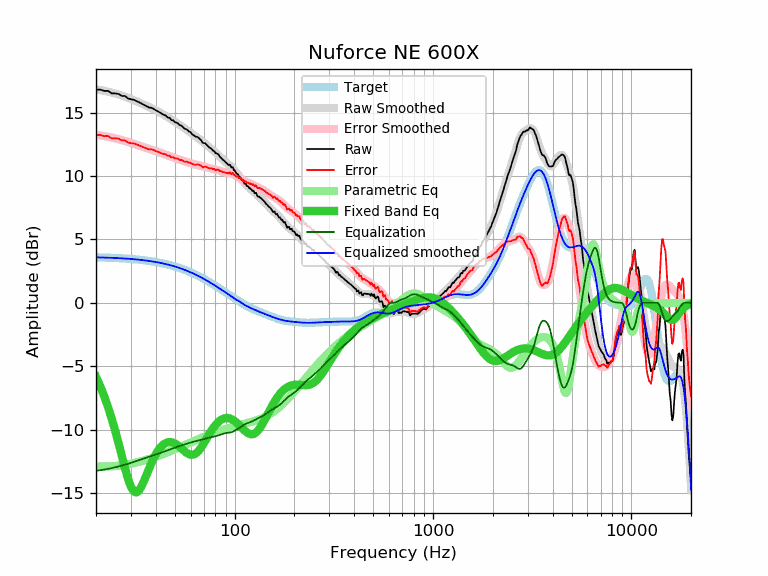 Nuforce NE 600X
Target
Raw Smoothed
Error Smoothed
Raw
Error
Parametric Eq
Fixed Band Eq
Equalization
Equalized smoothed
15
10
5
0
−5
−10
−15
Amplitude (dBr)
100 1000 10000
Frequency (Hz)